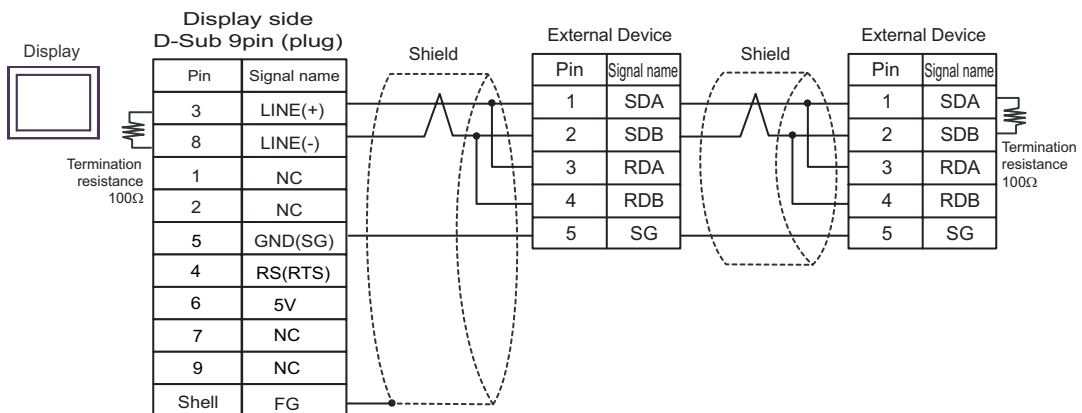 Display side
D-Sub 9pin (plug)
Display
Shield
External Device
Shield
External Device
Pin Signal name
3 LINE(+)
8 LINE(-)
1 NC
2 NC
5 GND(SG)
4 RS(RTS)
6 5V
7 NC
9 NC
Shell FG
Termination
resistance
100Ω
Pin Signal name
1 SDA
2 SDB
3 RDA
4 RDB
5 SG
Pin Signal name
1 SDA
2 SDB
3 RDA
4 RDB
5 SG
Termination
resistance
100Ω